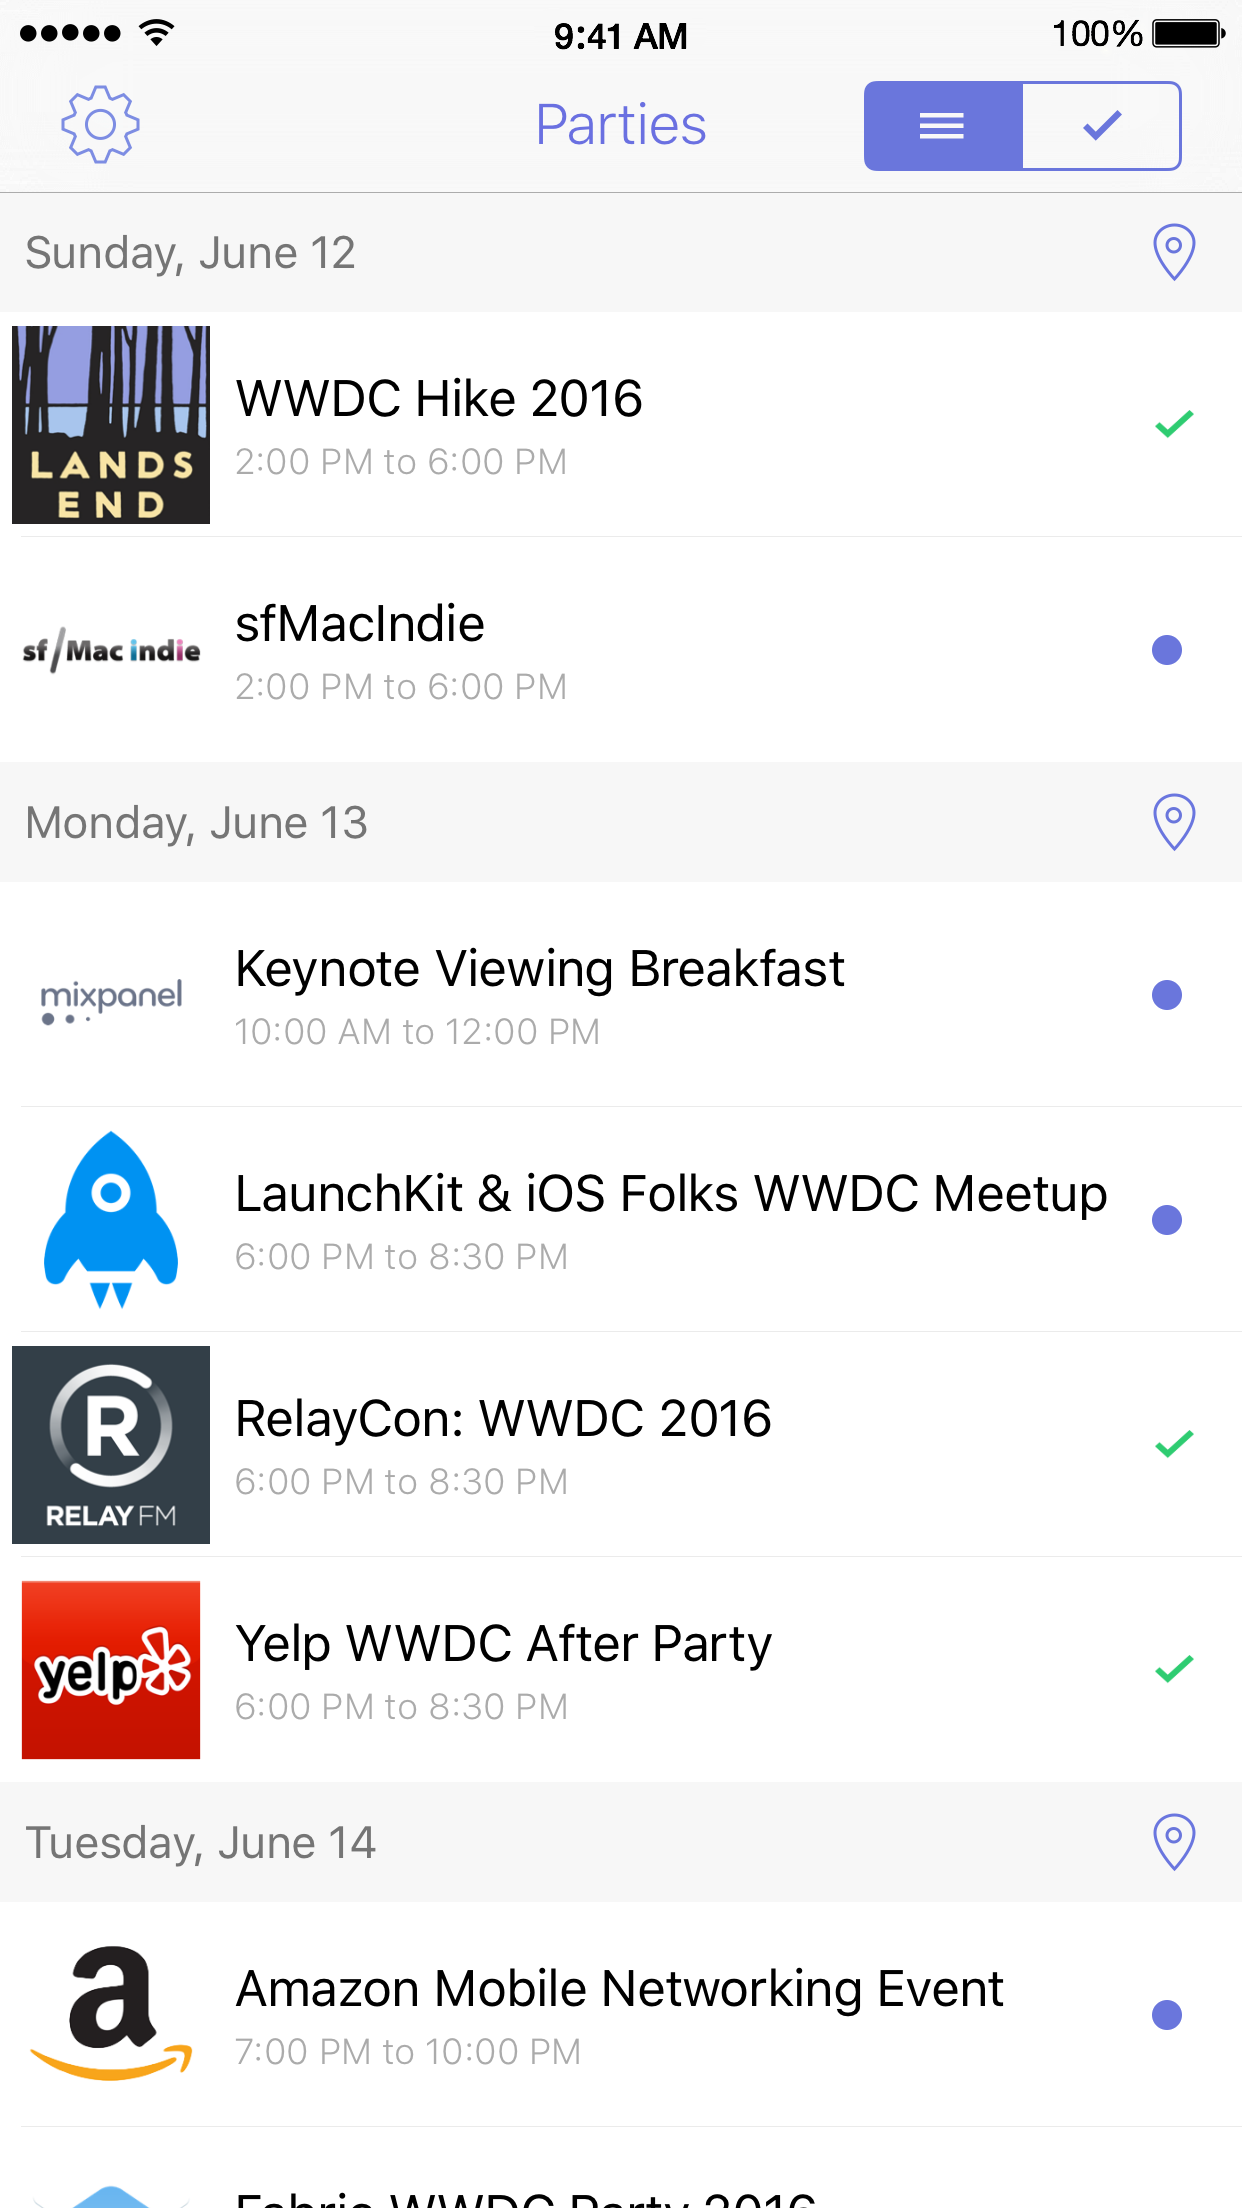 9:41 AM
100%
Parties
Sunday, June 12
LANDS
END
WWDC Hike 2016
2:00 PM to 6:00 PM
sf/Mac indie
sfMacIndie
2:00 PM to 6:00 PM
Monday, June 13
mixpanel
Keynote Viewing Breakfast
10:00 AM to 12:00 PM
LaunchKit & iOS Folks WWDC Meetup
6:00 PM to 8:30 PM
R
RELAY FM
RelayCon: WWDC 2016
6:00 PM to 8:30 PM
yelp
Yelp WWDC After Party
6:00 PM to 8:30 PM
Tuesday, June 14
a
Amazon Mobile Networking Event
7:00 PM to 10:00 PM
Fabric WWDC Party 2016